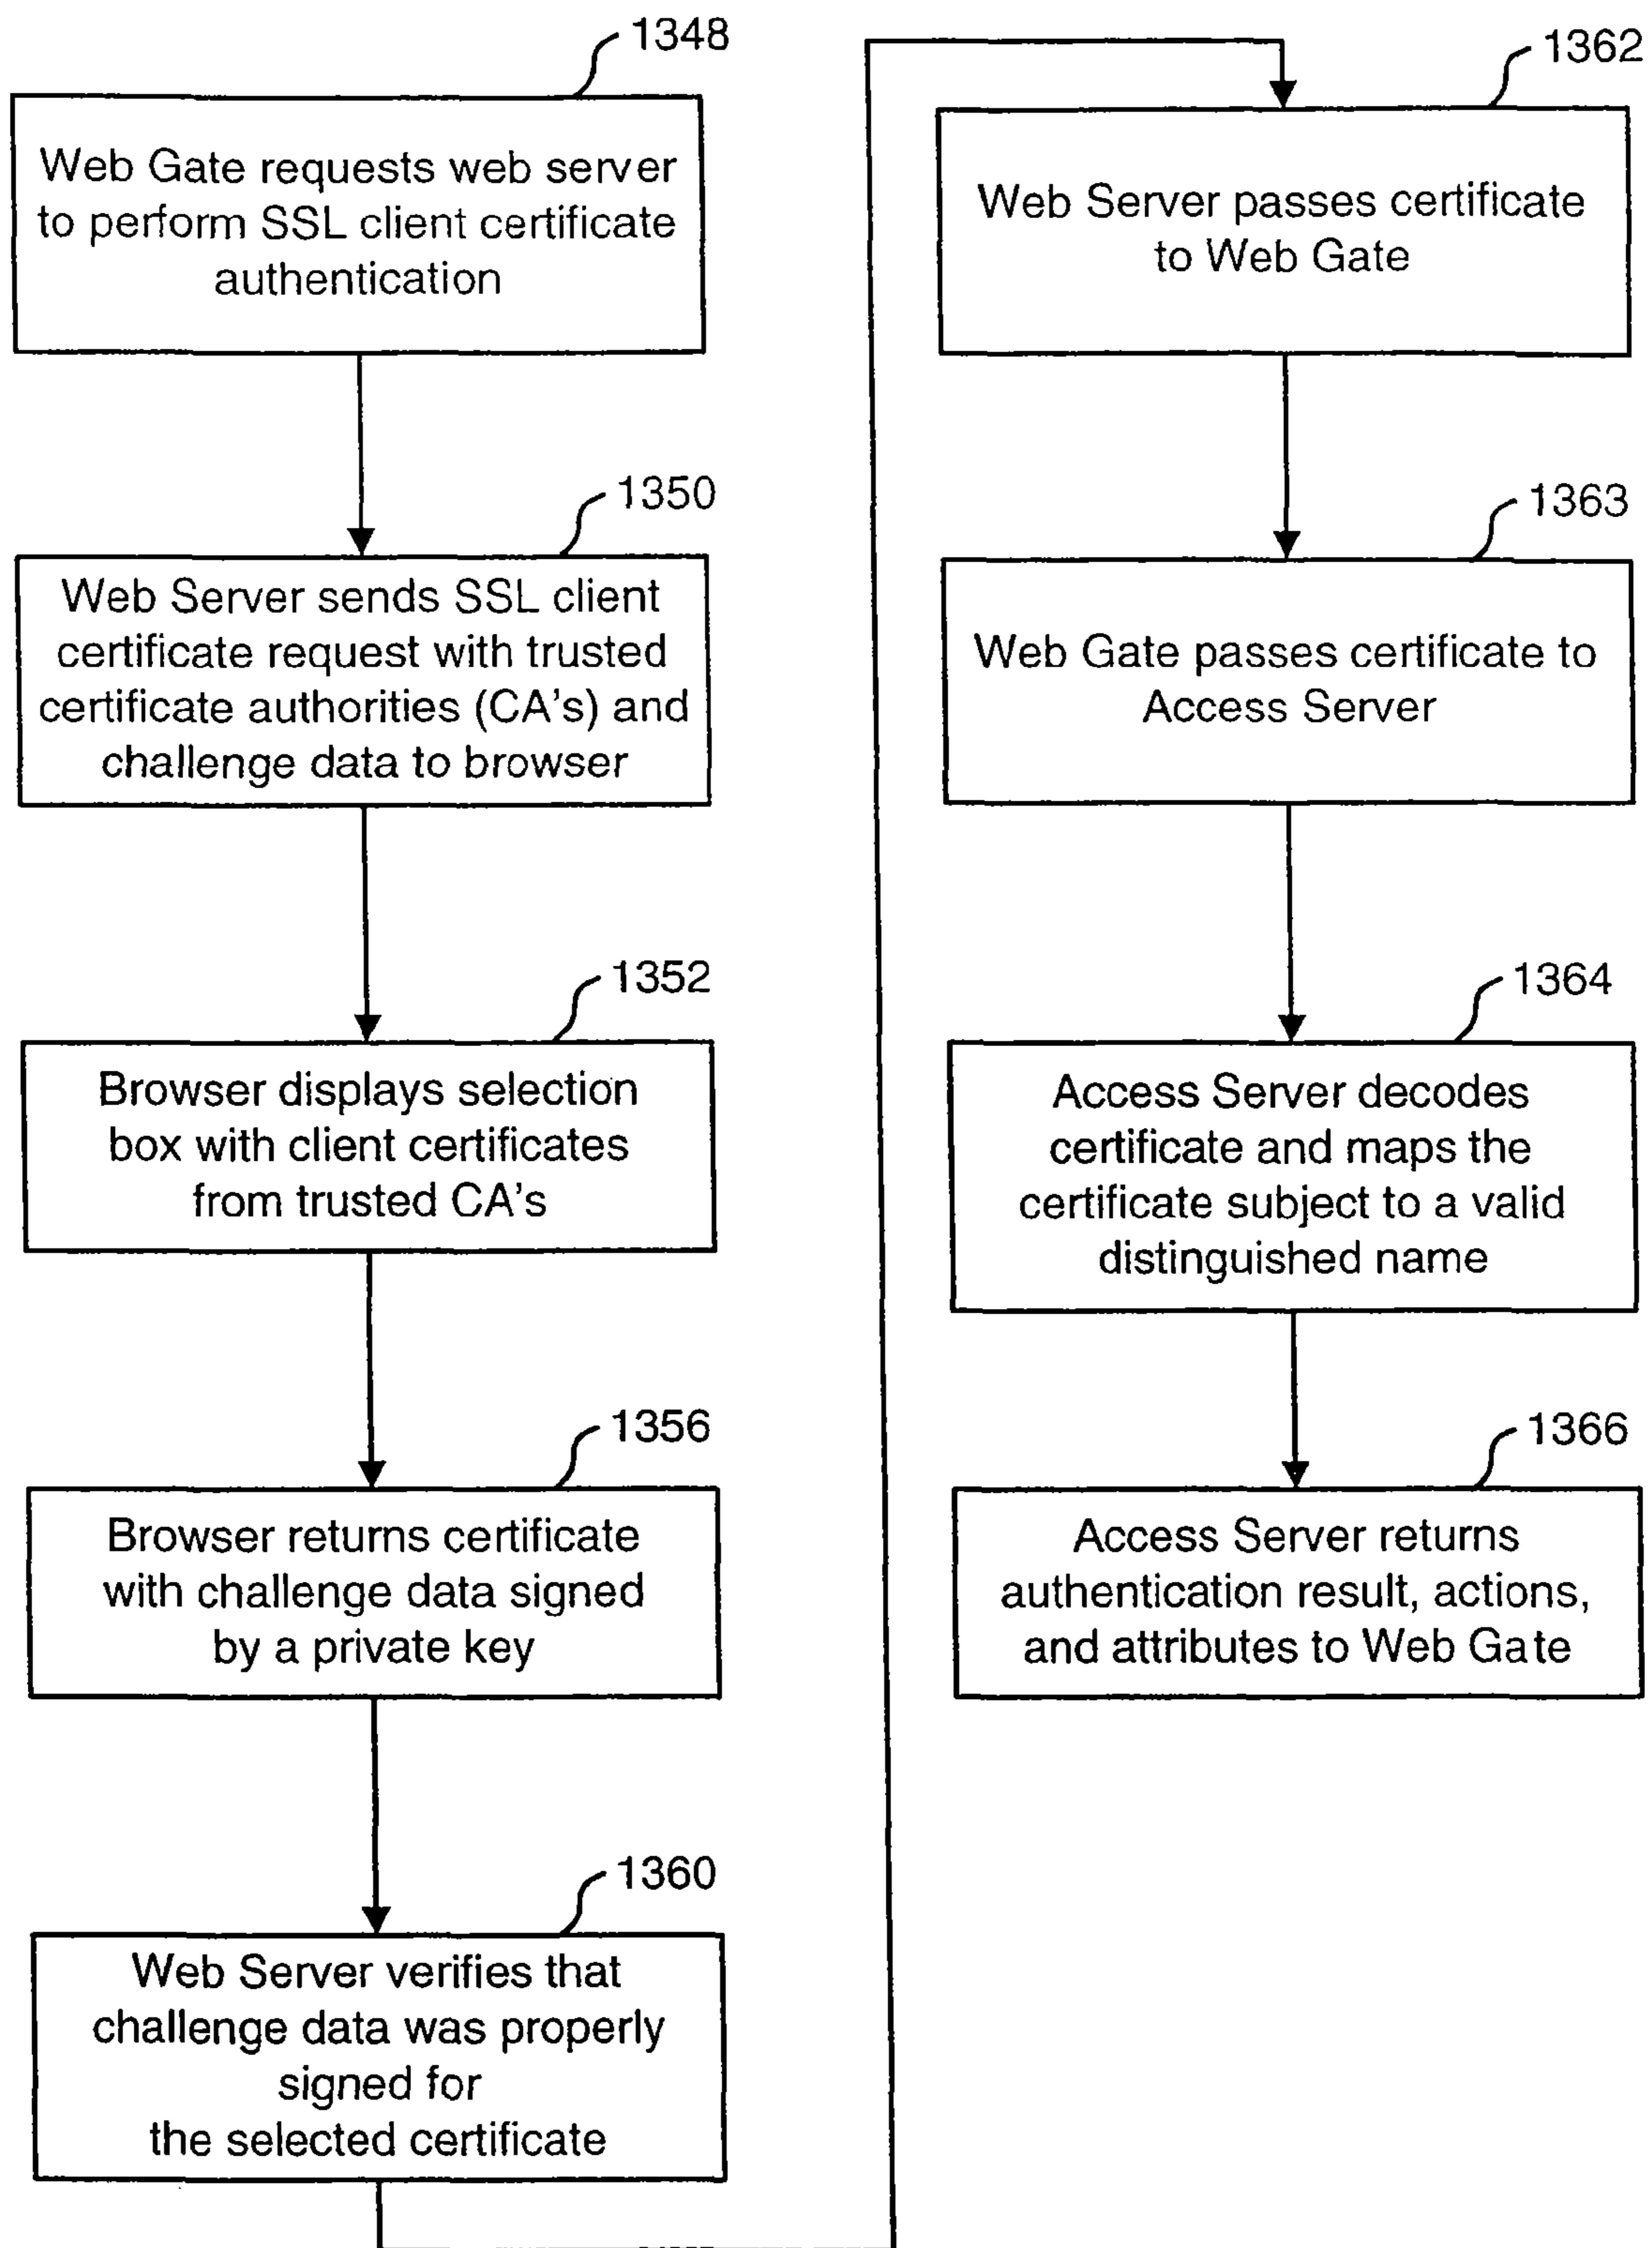 1348
Web Gate requests web server
to perform SSL client certificate
authentication
1350
Web Server sends SSL client
certificate request with trusted
certificate authorities (CA's) and
challenge data to browser
1352
Browser displays selection
box with client certificates
from trusted CA's
1356
Browser returns certificate
with challenge data signed
by a private key
1360
Web Server verifies that
challenge data was properly
signed for
the selected certificate
1362
Web Server passes certificate
to Web Gate
1363
Web Gate passes certificate to
Access Server
1364
Access Server decodes
certificate and maps the
certificate subject to a valid
distinguished name
1366
Access Server returns
authentication result, actions,
and attributes to Web Gate